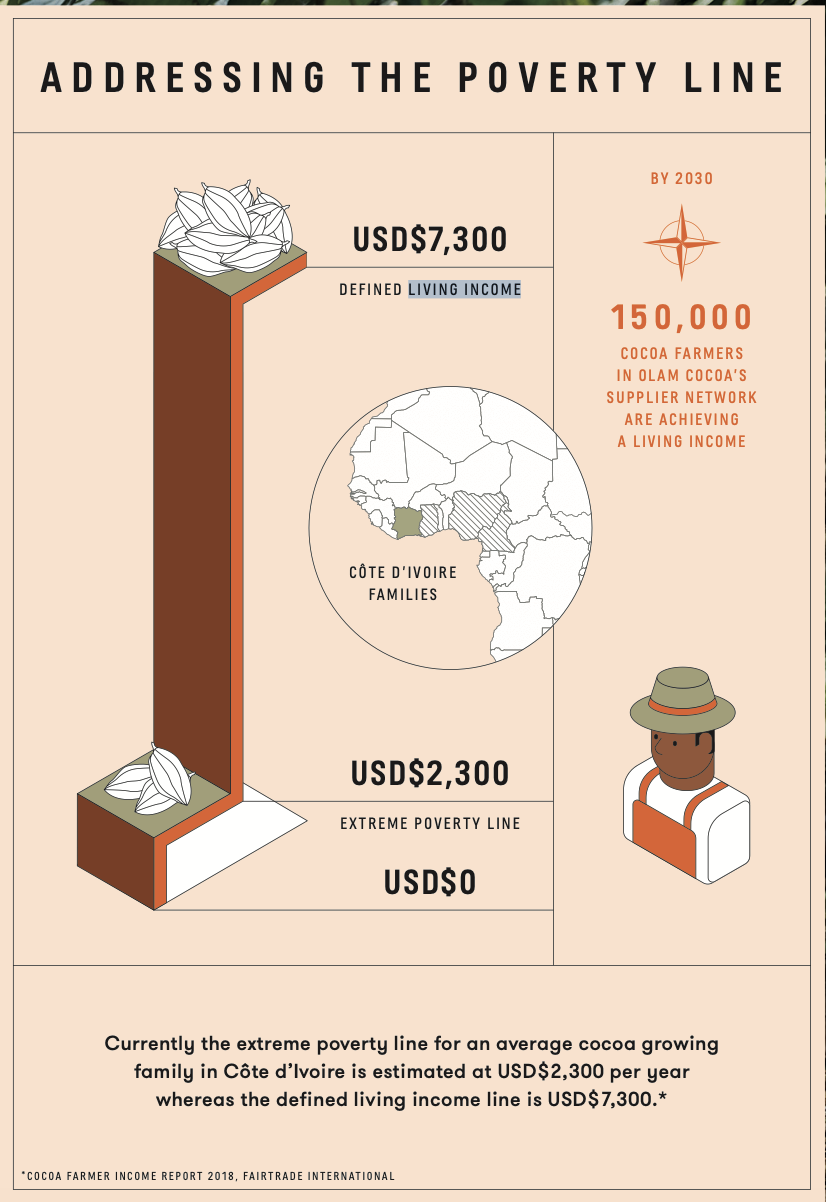 ADDRESSING THE POVERTY LINE
USD$7,300
DEFINED LIVING INCOME
CÔTE D'IVOIRE
FAMILIES
USD$2,300
EXTREME POVERTY LINE
USD$0
BY 2030
150,000
COCOA FARMERS
IN OLAM COCOA'S
SUPPLIER NETWORK
ARE ACHIEVING
A LIVING INCOME
Currently the extreme poverty line for an average cocoa growing
family in Côte d'Ivoire is estimated at USD$2,300 per year
whereas the defined living income line is USD$7,300.*
*COCOA FARMER INCOME REPORT 2018, FAIRTRADE INTERNATIONAL